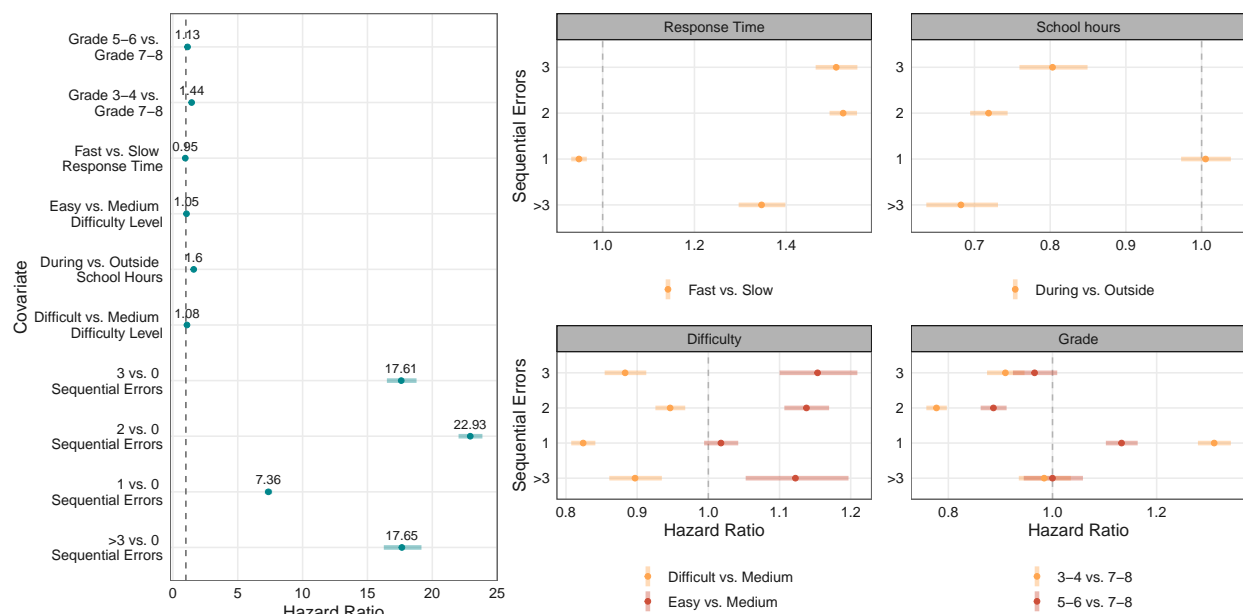 Covariate
Grade 5–6 vs.
Grade 7–8
1.13
Grade 3–4 vs.
Grade 7–8
1.44
Fast vs. Slow
Response Time
0.95
Easy vs. Medium
Difficulty Level
1.05
During vs. Outside
School Hours
1.6
Difficult vs. Medium
Difficulty Level
1.08
3 vs. 0
Sequential Errors
17.61
2 vs. 0
Sequential Errors
22.93
1 vs. 0
Sequential Errors
7.36
>3 vs. 0
Sequential Errors
17.65
0 5 10 15 20 25
Hazard Ratio
Response Time
Sequential Errors
3
2
1
>3
1.0 1.2 1.4
Fast vs. Slow
School hours
3
2
1
>3
0.7 0.8 0.9 1.0
During vs. Outside
Difficulty
Sequential Errors
3
2
1
>3
0.8 0.9 1.0 1.1 1.2
Hazard Ratio
Difficult vs. Medium
Easy vs. Medium
Grade
3
2
1
>3
0.8 1.0 1.2
Hazard Ratio
3–4 vs. 7–8
5–6 vs. 7–8